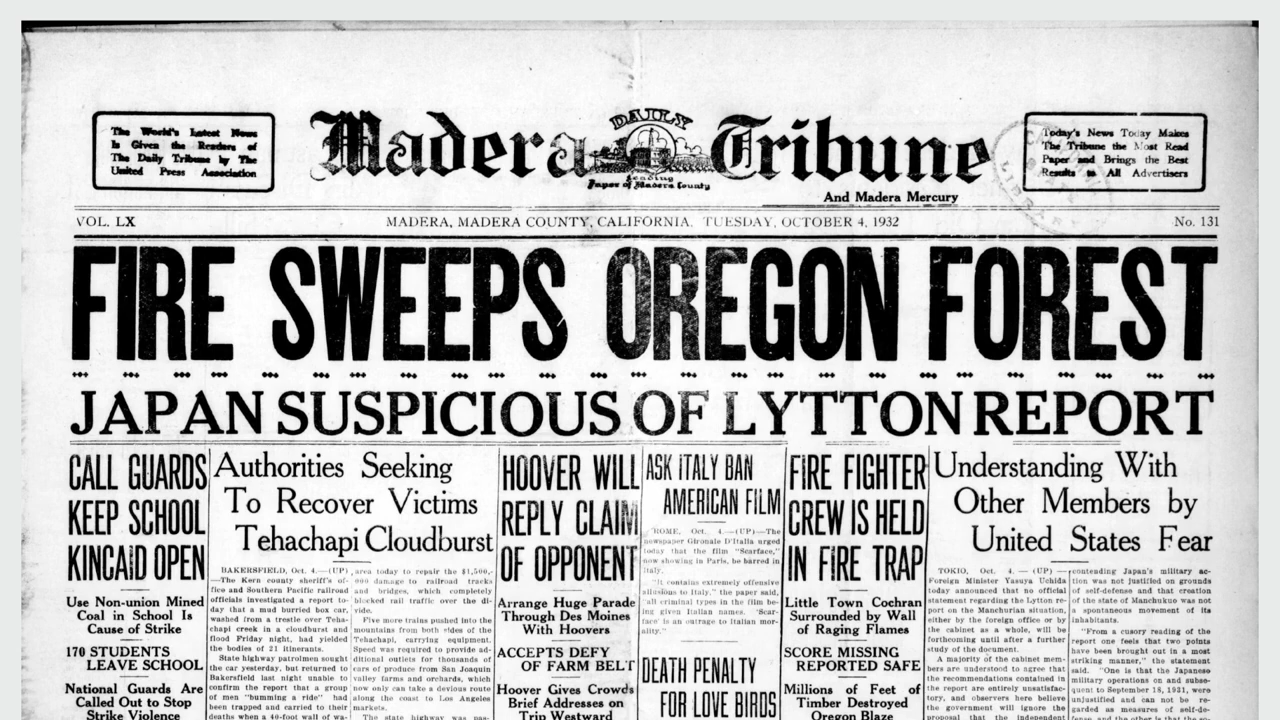 The World's Latest News
Is Given the Readers of
The Daily Tribune by The
United Press Association
Madera Tribune
DAILY
Leading
Paper of Madera County
And Madera Mercury
Today's News Today Makes
The Tribune the Most Read
Paper and Brings the Best
Results to All Advertisers
VOL. LX
MADERA, MADERA COUNTY, CALIFORNIA. TUESDAY, OCTOBER 4, 1932
No. 131
FIRE SWEEPS OREGON FOREST
JAPAN SUSPICIOUS OF LYTTON REPORT
CALL GUARDS
KEEP SCHOOL
KINCAID OPEN
Use Non-union Mined
Coal in School Is
Cause of Strike
170 STUDENTS
LEAVE SCHOOL
National Guards Are
Called Out to Stop
Strike Violence
Authorities Seeking
To Recover Victims
Tehachapi Cloudburst
BAKERSFIELD, Oct. 4.—(UP)
—The Kern county sheriff's of-
fice and Southern Pacific railroad
officials investigated a report to-
day that a mud burried box car,
washed from a trestle over Teha-
chapi creek in a cloudburst and
flood Friday night, had yielded
the bodies of 21 itinerants.
State highway patrolmen sought
the car yesterday, but returned to
Bakersfield last night unable to
confirm the report that a group
of men "humming a ride" had
been trapped and carried to their
deaths when a 40-foot wall of wa-
area today to repair the $1,500,-
000 damage to railroad tracks
and bridges, which completely
blocked rail traffic over the di-
vide.
Five more trains pushed into the
mountains from both sides of the
Tehachapi, carrying equipment.
Speed was required to provide ad-
ditional outlets for thousands of
cars of produce from San Joaquin
valley farms and orchards, which
now only can take a devious route
along the coast to Los Angeles
markets.
The state highway was pas-
HOOVER WILL
REPLY CLAIM
OF OPPONENT
Arrange Huge Parade
Through Des Moines
With Hoovers
ACCEPTS DEFY
OF FARM BELT
Hoover Gives Crowds
Brief Addresses on
Trip Westward
ASK ITALY BAN
AMERICAN FILM
ROME, Oct. 4.—(UP)—The
newspaper Gironale D'Italia urged
today that the film "Scarface,"
now showing in Paris, be barred in
Italy.
"It contains extremely offensive
allusions to Italy," the paper said,
"all criminal types in the film be-
ing given Italian names. 'Scar-
face' is an outrage to Italian mor-
ality."
DEATH PENALTY
FOR LOVE BIRDS
FIRE FIGHTER
CREW IS HELD
IN FIRE TRAP
Little Town Cochran
Surrounded by Wall
of Raging Flames
SCORE MISSING
REPORTED SAFE
Millions of Feet of
Timber Destroyed
Oregon Blaze
Understanding With
Other Members by
United States Fear
TOKIO, Oct. 4. — (UP) —
Foreign Minister Yasuya Uchida
today announced that no official
statement regarding the Lytton re-
port on the Manchurian situation,
either by the foreign office or by
the cabinet as a whole, will be
forthcoming until after a further
study of the document.
A majority of the cabinet mem-
bers are understood to agree that
the recommendations contained in
the report are entirely unsatisfac-
tory, and observers here believe
the government will ignore the
proposal that the independent
contending Japan's military ac-
tion was not justified on grounds
of self-defense and that creation
of the state of Manchukuo was not
a spontaneous movement of its
inhabitants.
"From a cusory reading of the
report one feels that two points
have been brought out in a most
striking manner," the statement
said. "One is that the Japanese
military operations on and subse-
quent to September 18, 1931, were
unjustified and can not be re-
garded as measures of self-de-
fense, and the other is that the so-